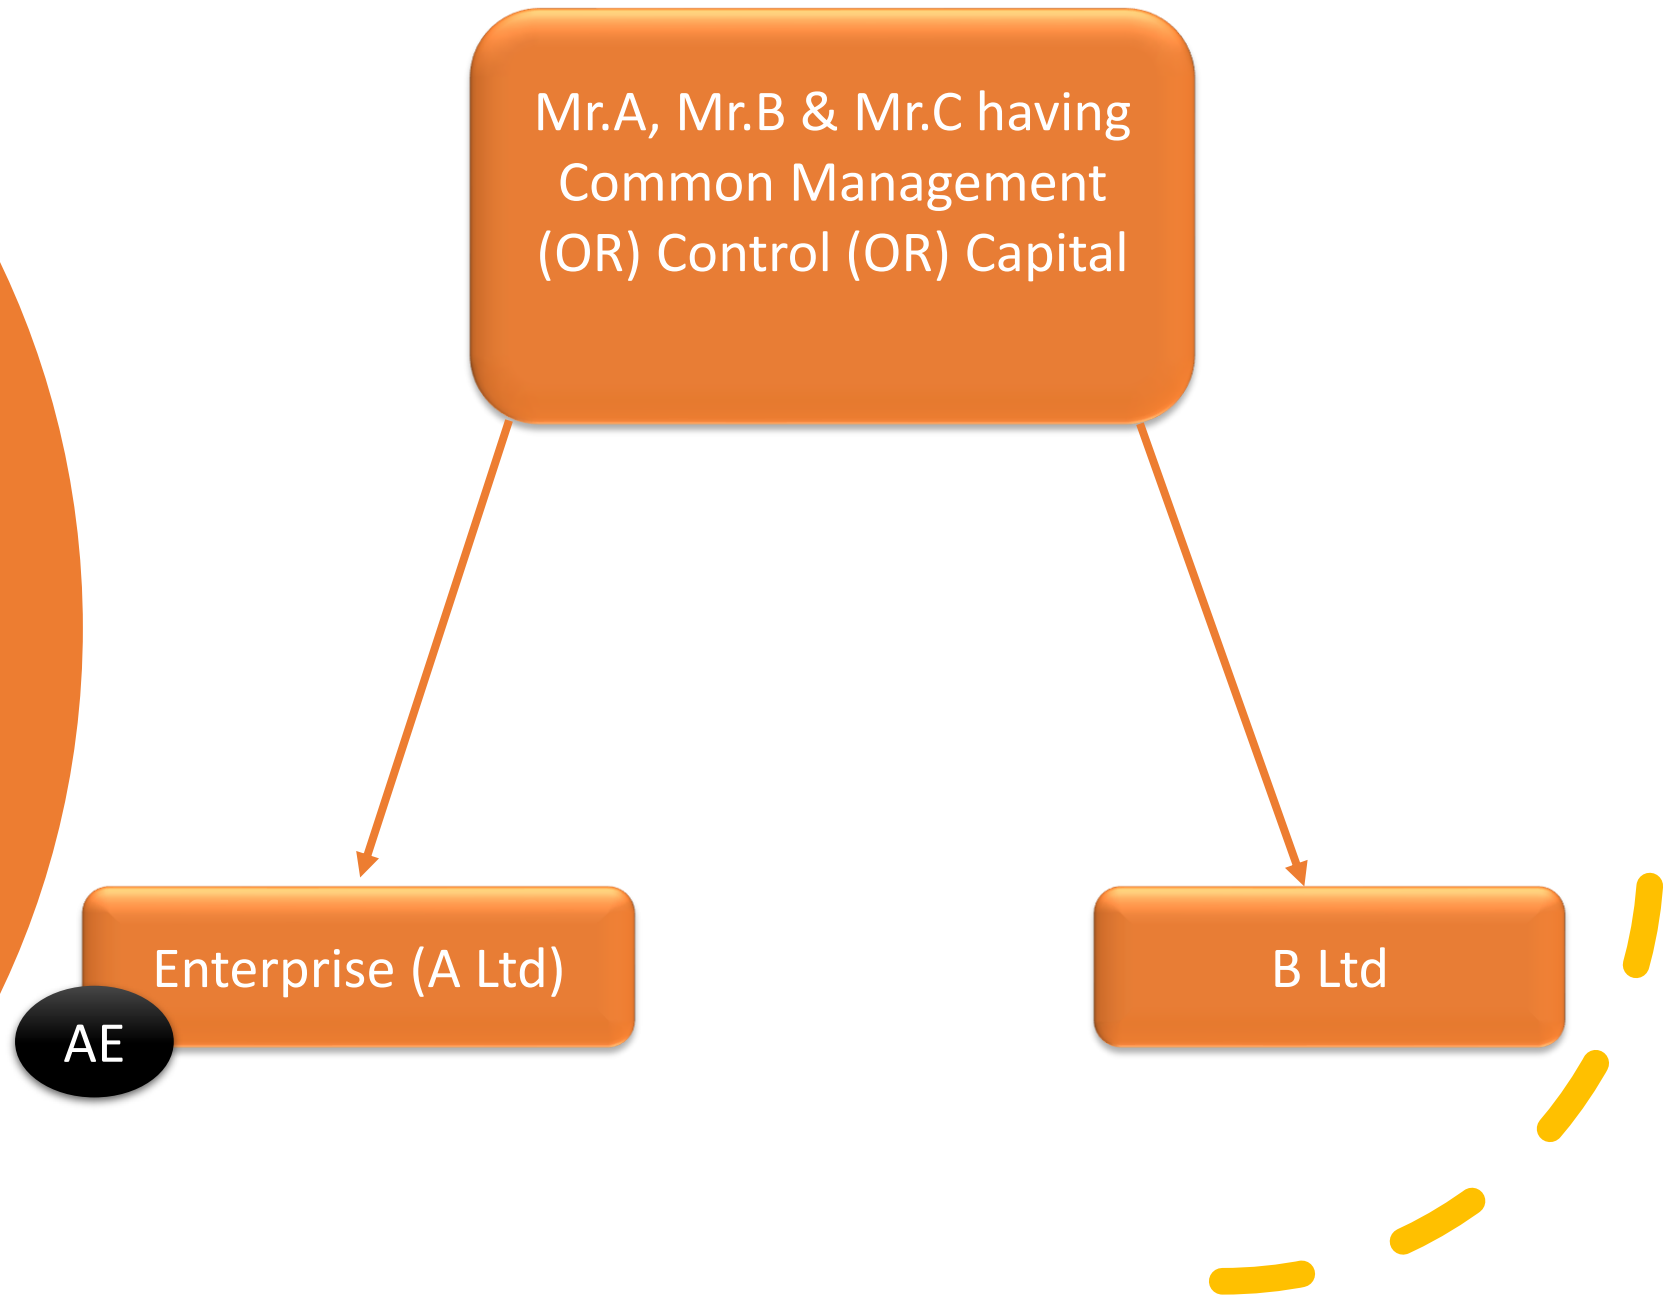 Mr.A, Mr.B & Mr.C having
Common Management
(OR) Control (OR) Capital
Enterprise (A Ltd)
B Ltd
AE